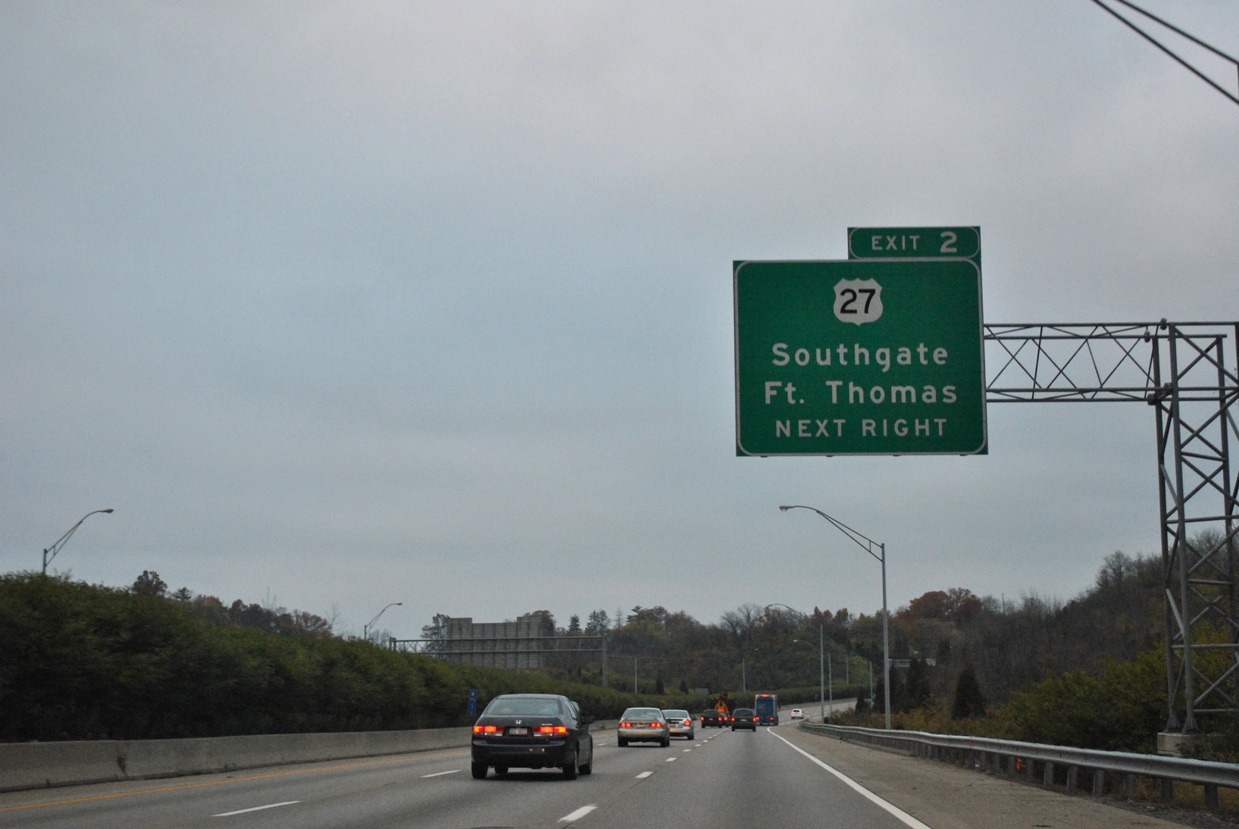 EXIT 2
27
Southgate
Ft. Thomas
NEXT RIGHT